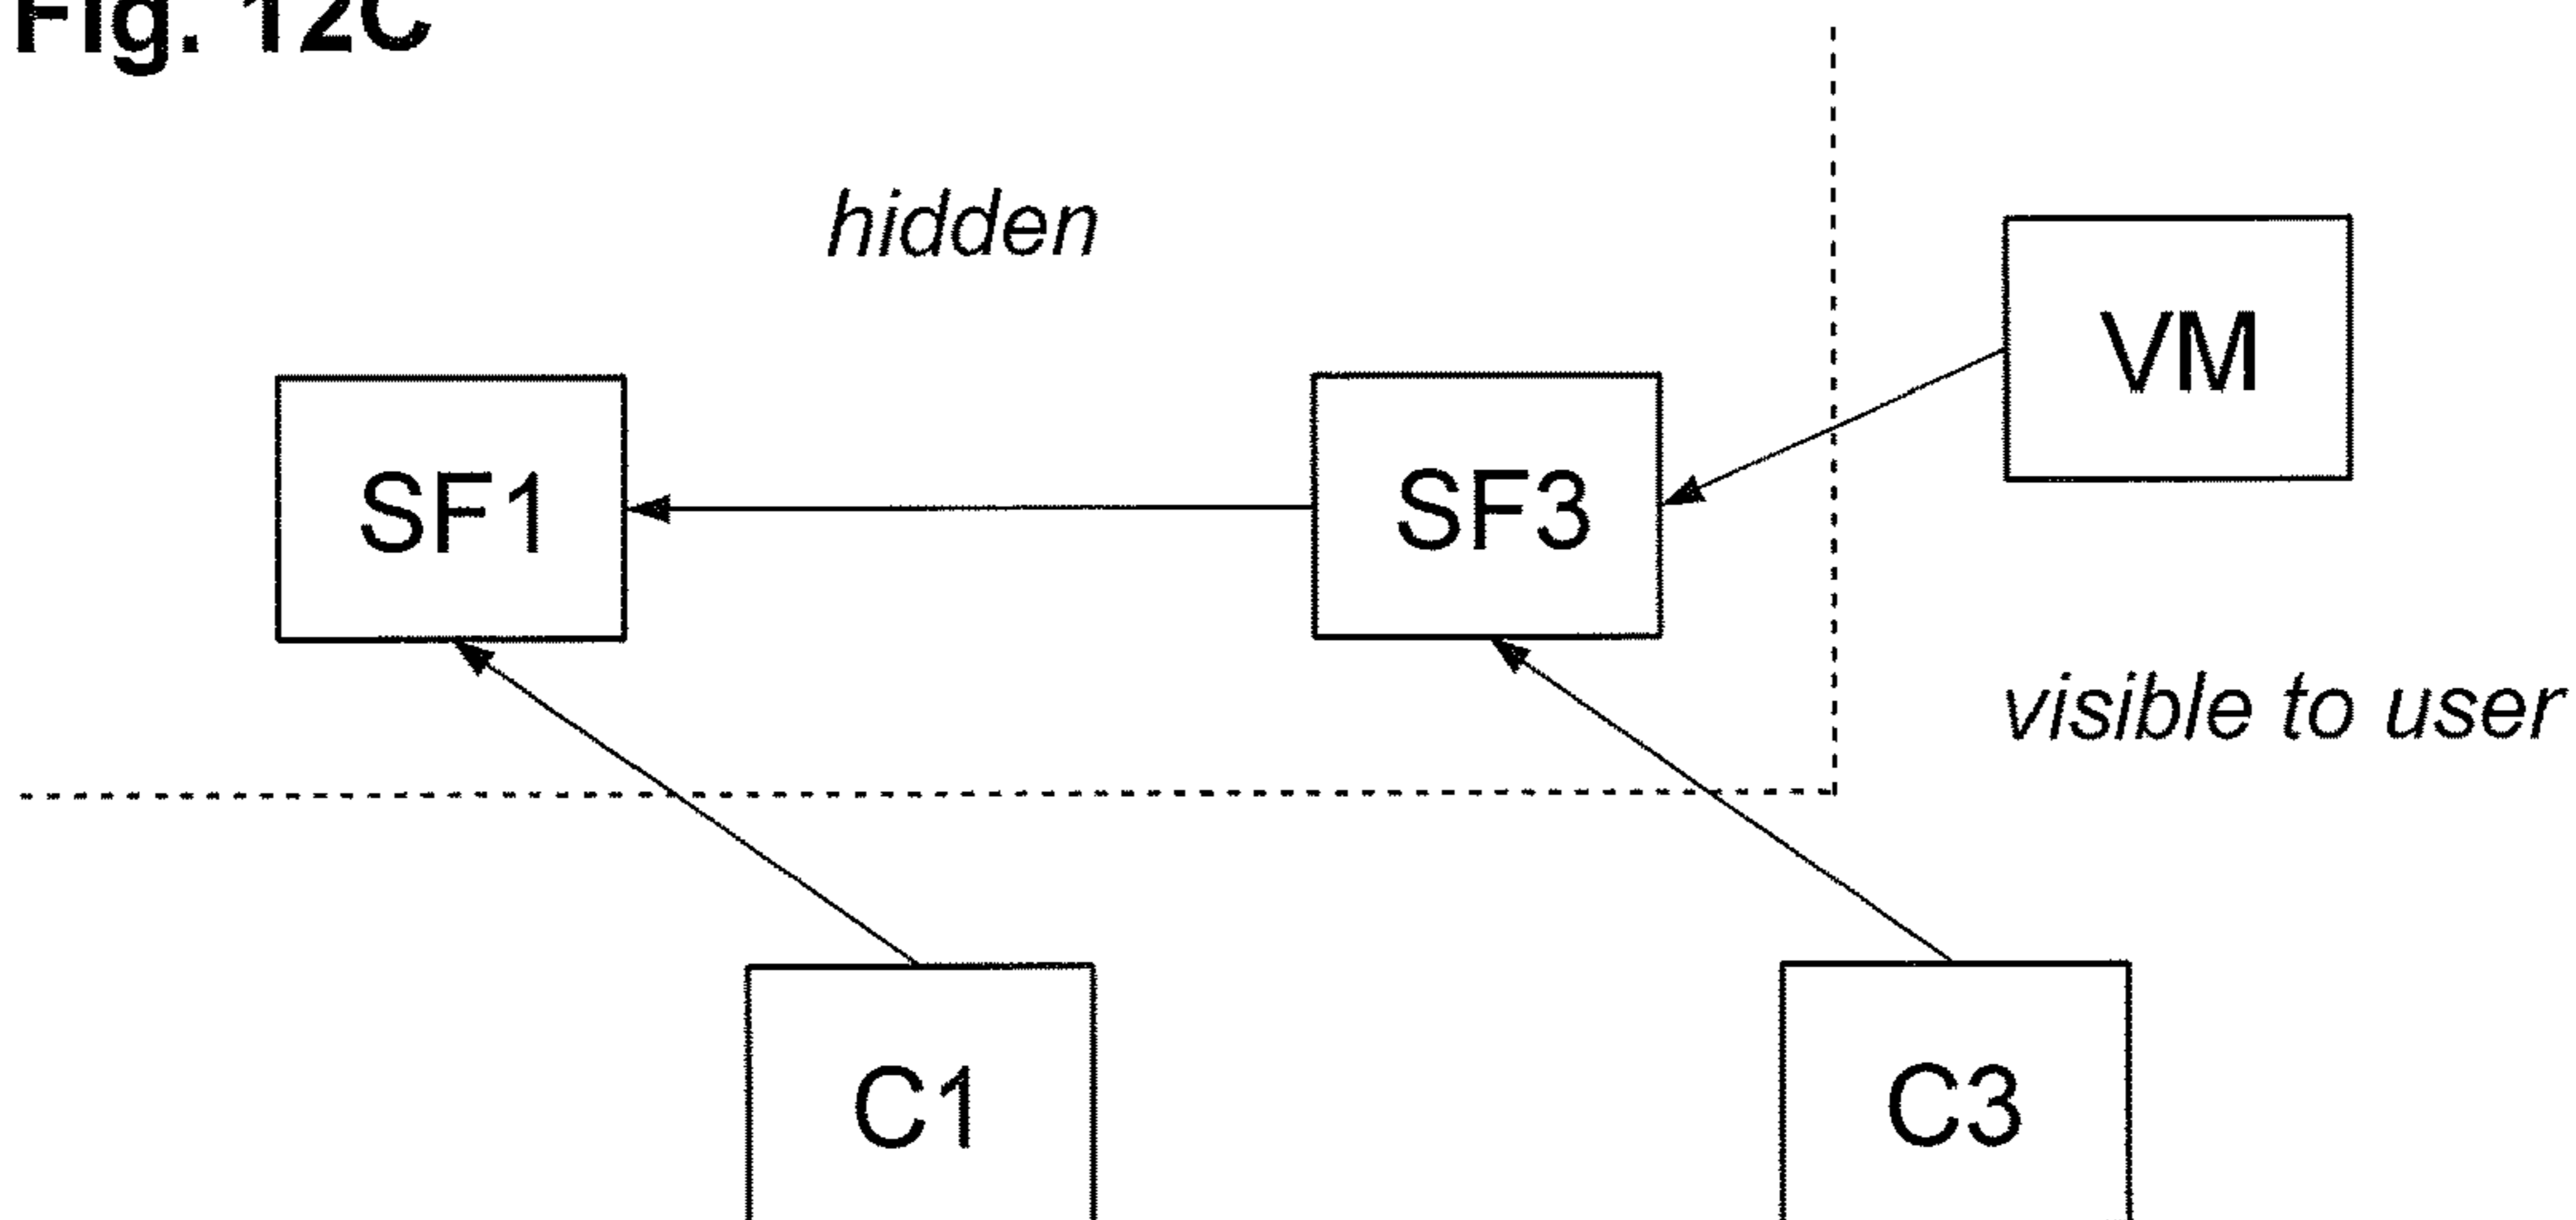 Fig. 12C
hidden
VM
SF1
SF3
visible to user
C1
C3